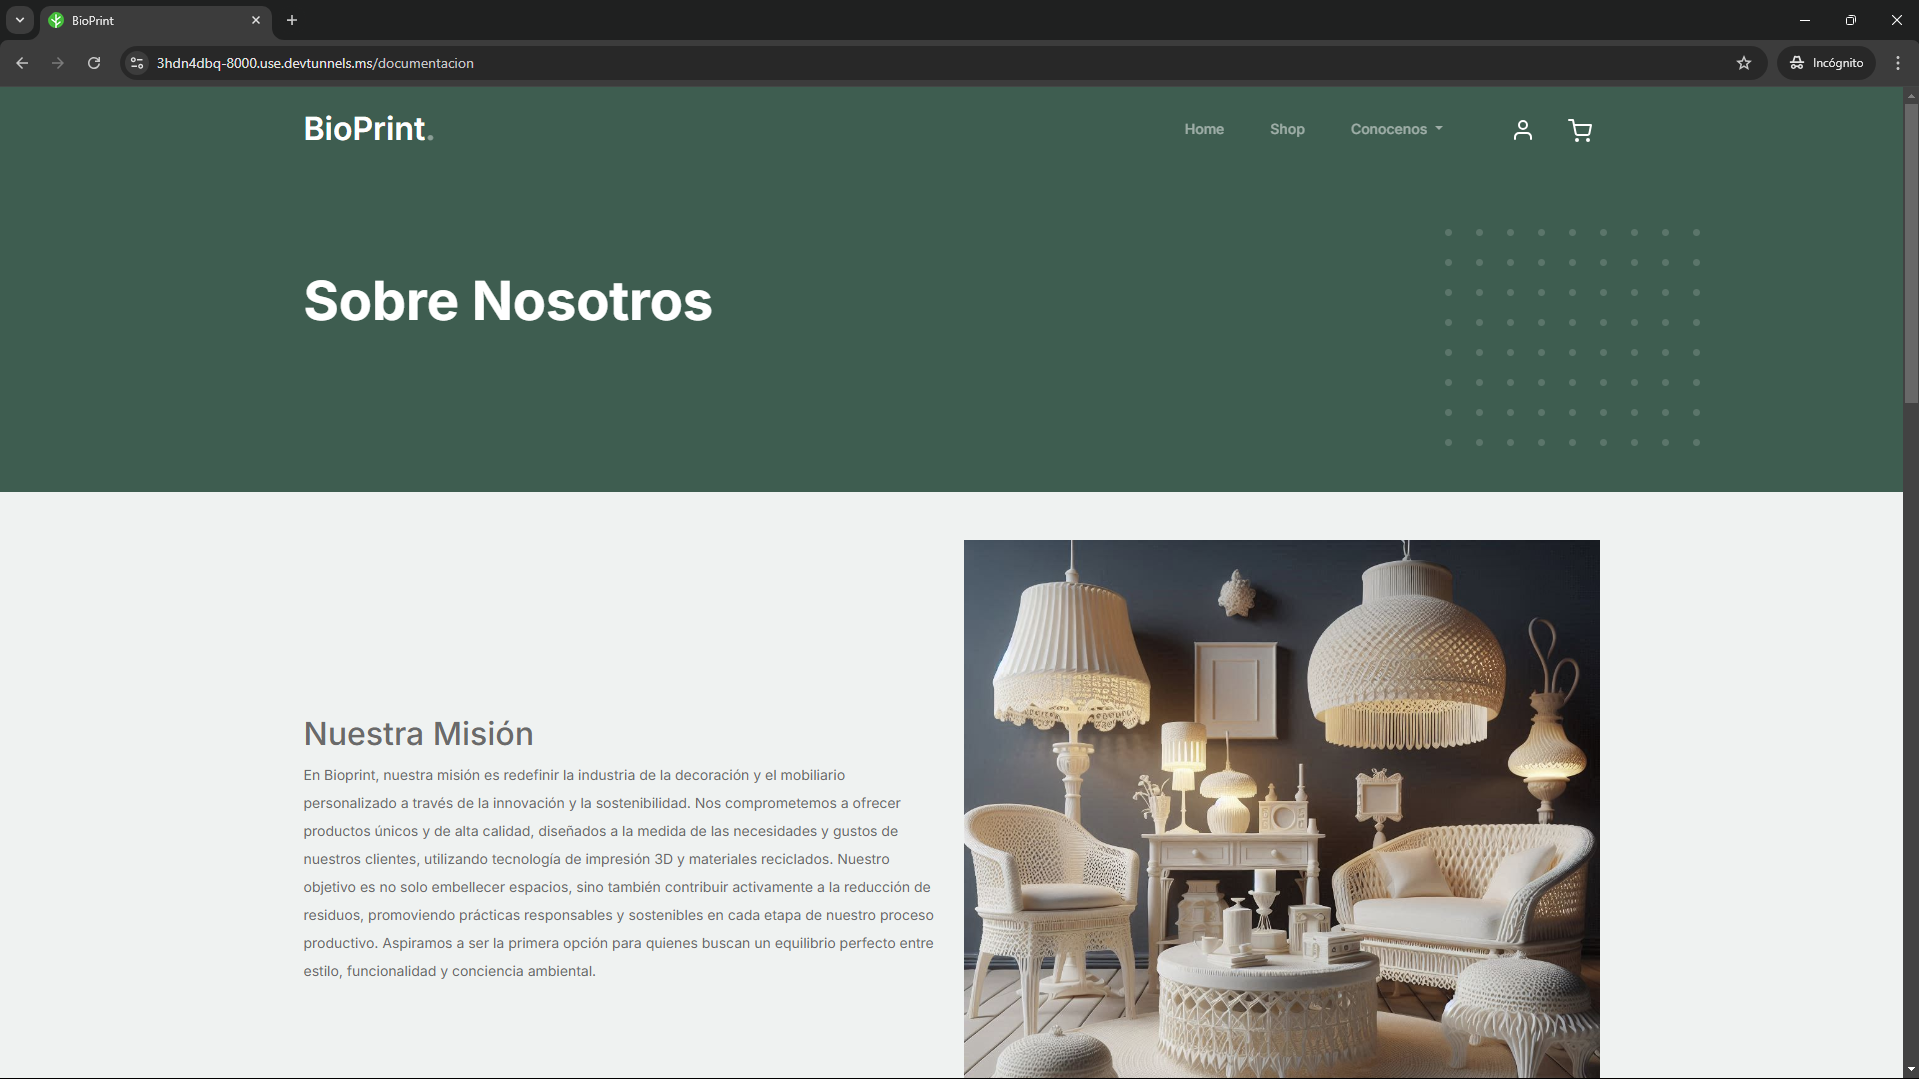 BioPrint
3hdn4dbq-8000.use.devtunnels.ms/documentacion
Incógnito
BioPrint.
Home
Shop
Conocenos
Sobre Nosotros
Nuestra Misión
En Bioprint, nuestra misión es redefinir la industria de la decoración y el mobiliario
personalizado a través de la innovación y la sostenibilidad. Nos comprometemos a ofrecer
productos únicos y de alta calidad, diseñados a la medida de las necesidades y gustos de
nuestros clientes, utilizando tecnología de impresión 3D y materiales reciclados. Nuestro
objetivo es no solo embellecer espacios, sino también contribuir activamente a la reducción de
residuos, promoviendo prácticas responsables y sostenibles en cada etapa de nuestro proceso
productivo. Aspiramos a ser la primera opción para quienes buscan un equilibrio perfecto entre
estilo, funcionalidad y conciencia ambiental.